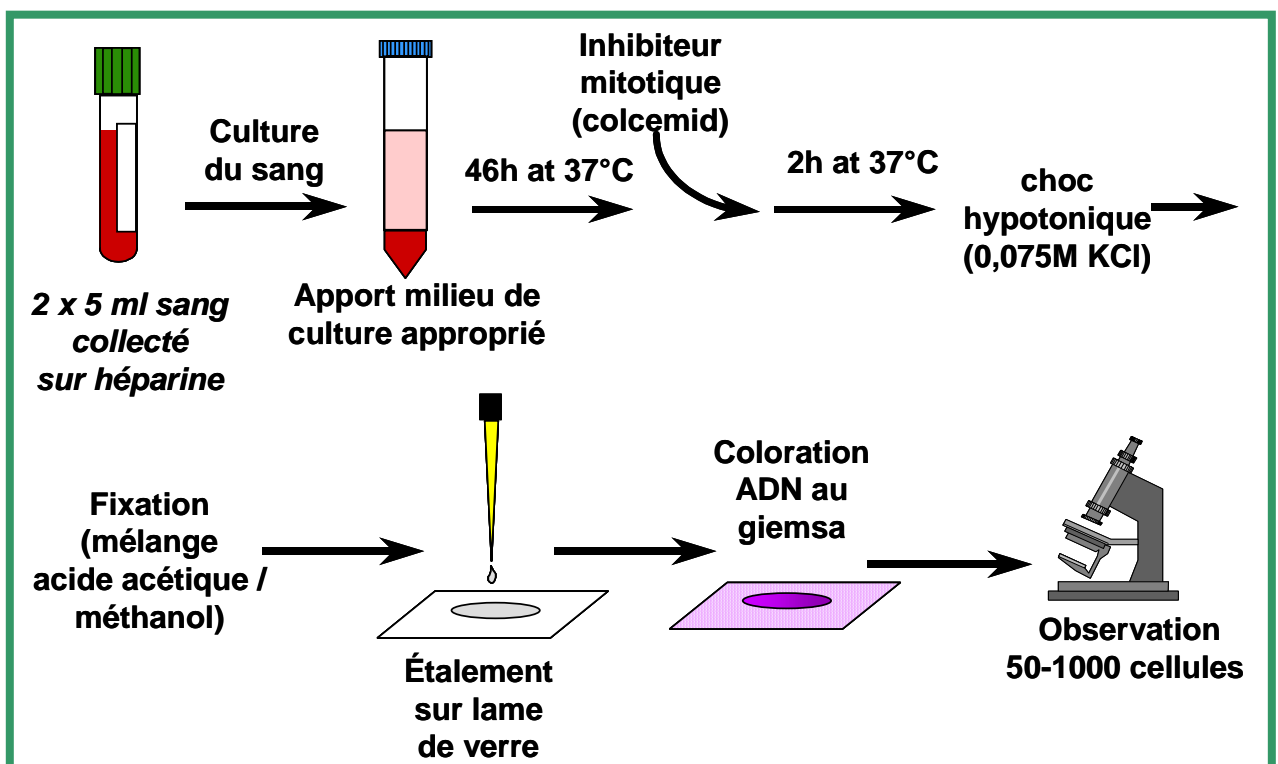 2 x 5 ml sang
collecté
sur héparine
Culture
du sang
Apport milieu de
culture approprié
46h at 37°C
Inhibiteur
mitotique
(colcemid)
2h at 37°C
choc
hypotonique
(0,075M KCl)
Fixation
(mélange
acide acétique /
méthanol)
Étalement
sur lame
de verre
Coloration
ADN au
giemsa
Observation
50-1000 cellules